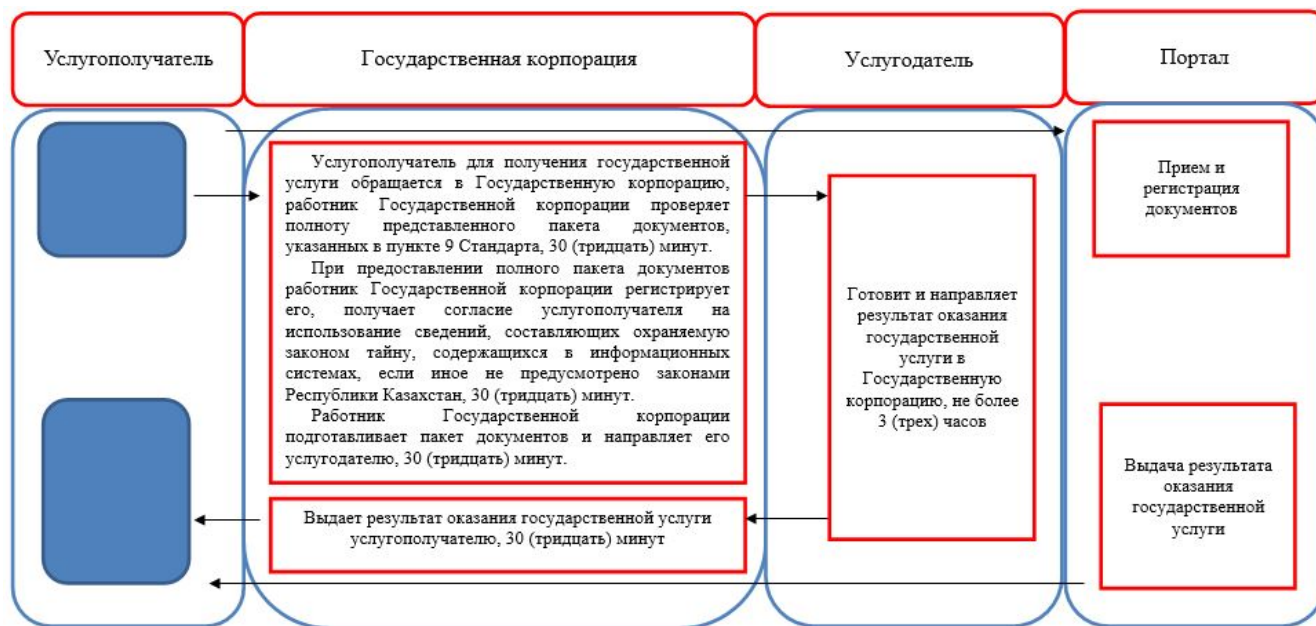 Услугополучатель
Государственная корпорация
Услугодатель
Портал
Услугополучатель для получения государственной
услуги обращается в Государственную корпорацию,
работник Государственной корпорации проверяет
полноту представленного пакета документов,
указанных в пункте 9 Стандарта, 30 (тридцать) минут.
При предоставлении полного пакета документов
работник Государственной корпорации регистрирует
его, получает согласие услугополучателя на
использование сведений, составляющих охраняемую
законом тайну, содержащихся в информационных
системах, если иное не предусмотрено законами
Республики Казахстан, 30 (тридцать) минут.
Работник Государственной корпорации
подготавливает пакет документов и направляет его
услугодателю, 30 (тридцать) минут.
Выдает результат оказания государственной услуги
услугополучателю, 30 (тридцать) минут
Готовит и направляет
результат оказания
государственной
услуги в
Государственную
корпорацию, не более
3 (трех) часов
Прием и
регистрация
документов
Выдача результата
оказания
государственной
услуги